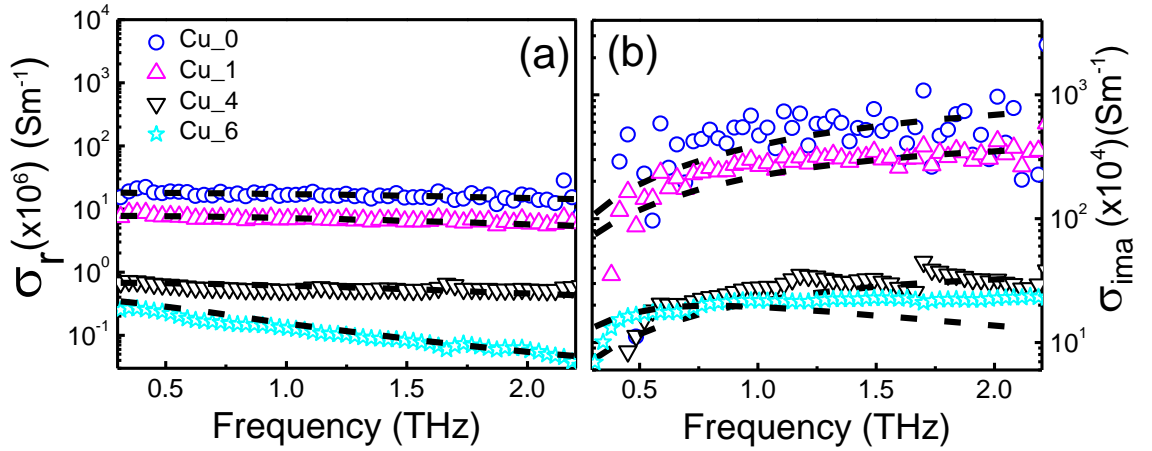 (a)
(b)
Cu_0
Cu_1
Cu_4
Cu_6
σr(x10⁶) (Sm⁻¹)
10⁴
10³
10²
10¹
10⁰
10⁻¹
0.5 1.0 1.5 2.0
Frequency (THz)
0.5 1.0 1.5 2.0
Frequency (THz)
10³
10²
10¹
σima (x10⁴)(Sm⁻¹)